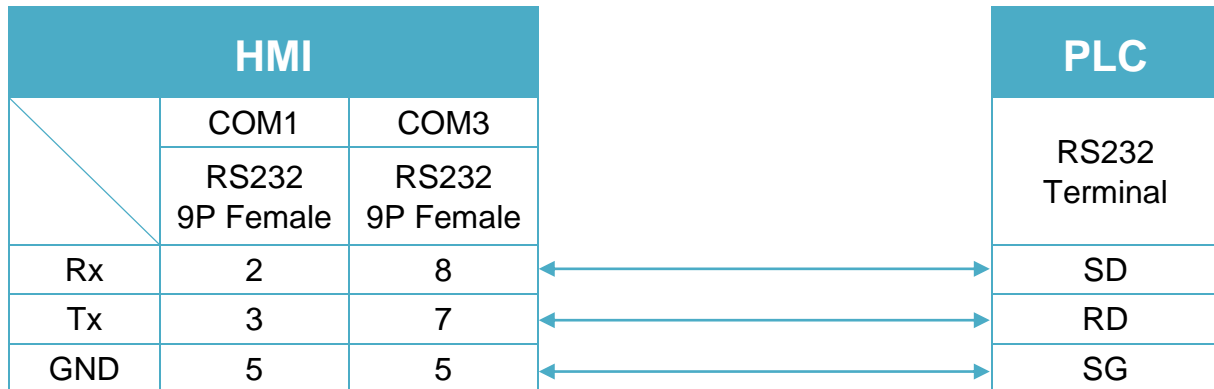 HMI PLC
COM1 COM3
RS232 Terminal
RS232 9P Female RS232 9P Female
Rx 2 8 SD
Tx 3 7 RD
GND 5 5 SG